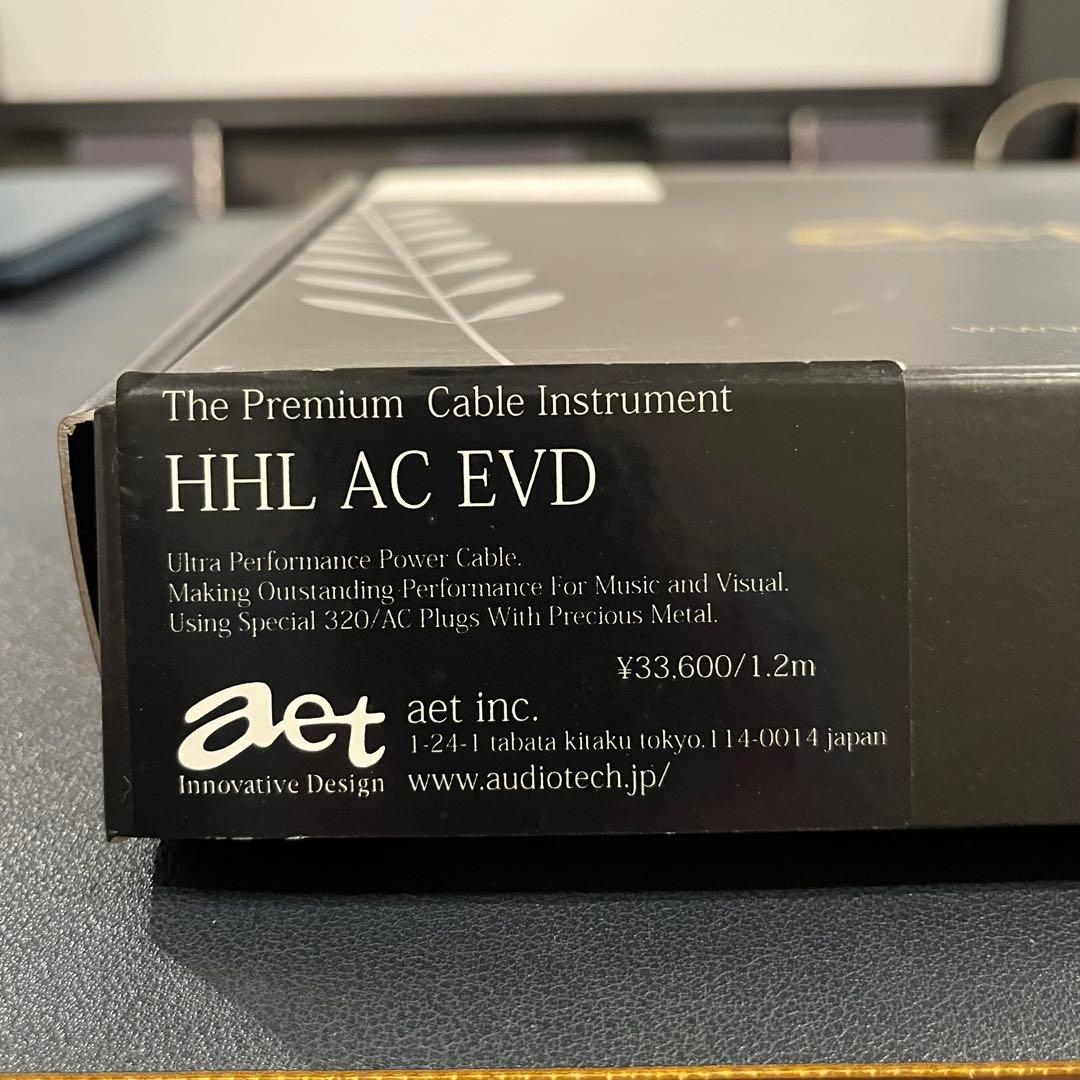 The Premium Cable Instrument
HHL AC EVD
Ultra Performance Power Cable.
Making Outstanding Performance For Music and Visual.
Using Special 320/AC Plugs With Precious Metal.
¥33,600/1.2m
aet
Innovative Design
aet inc.
1-24-1 tabata kitaku tokyo.114-0014 japan
www.audiotech.jp/